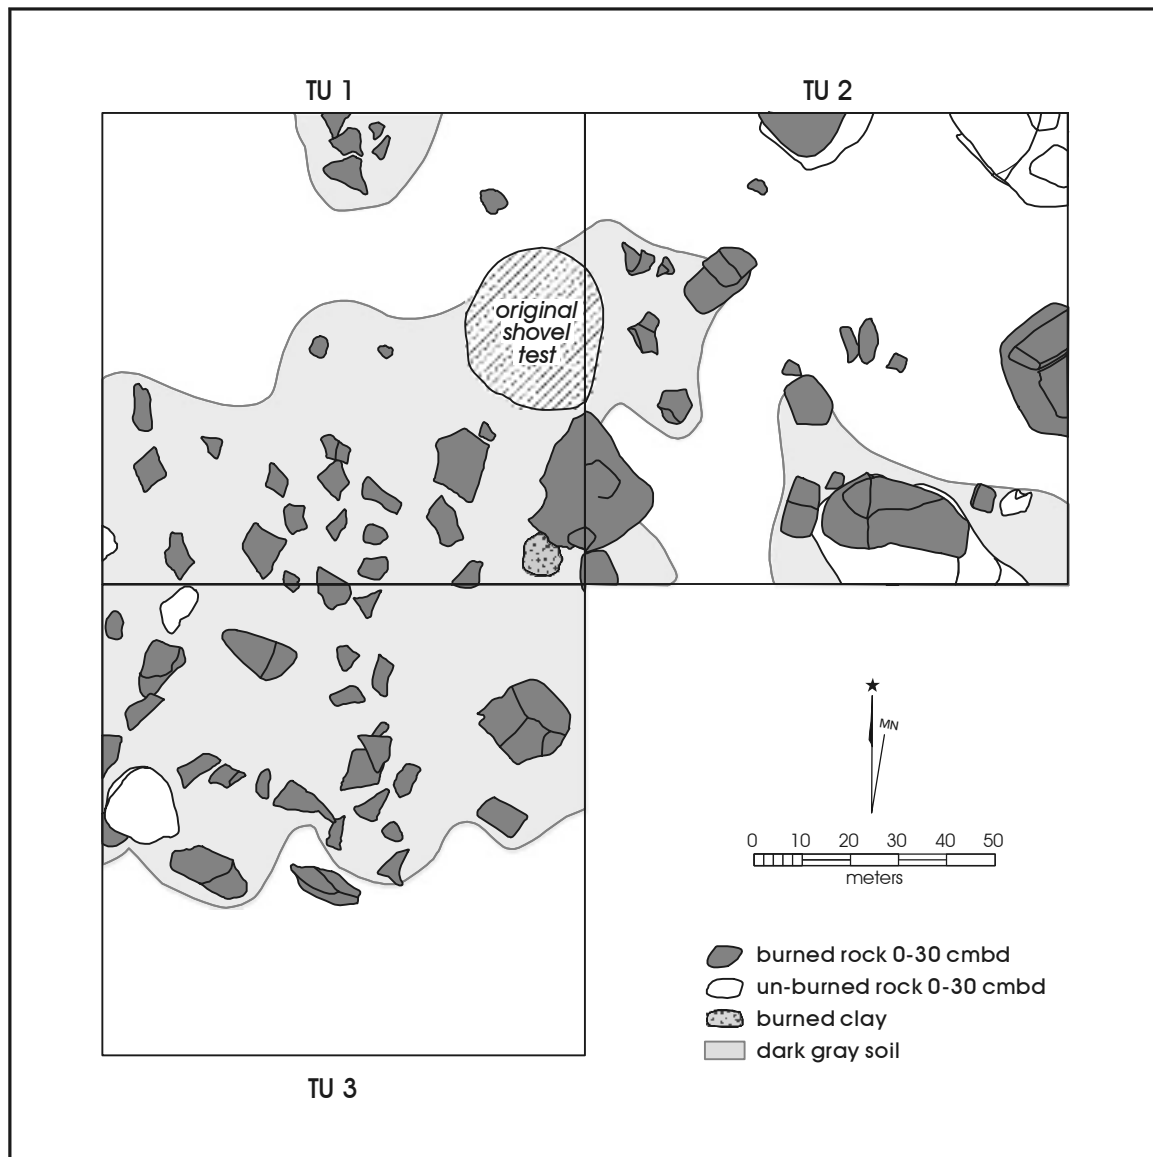 TU 1
TU 2
original
shovel
test
MN
0 10 20 30 40 50
meters
burned rock 0-30 cmbd
un-burned rock 0-30 cmbd
burned clay
dark gray soil
TU 3